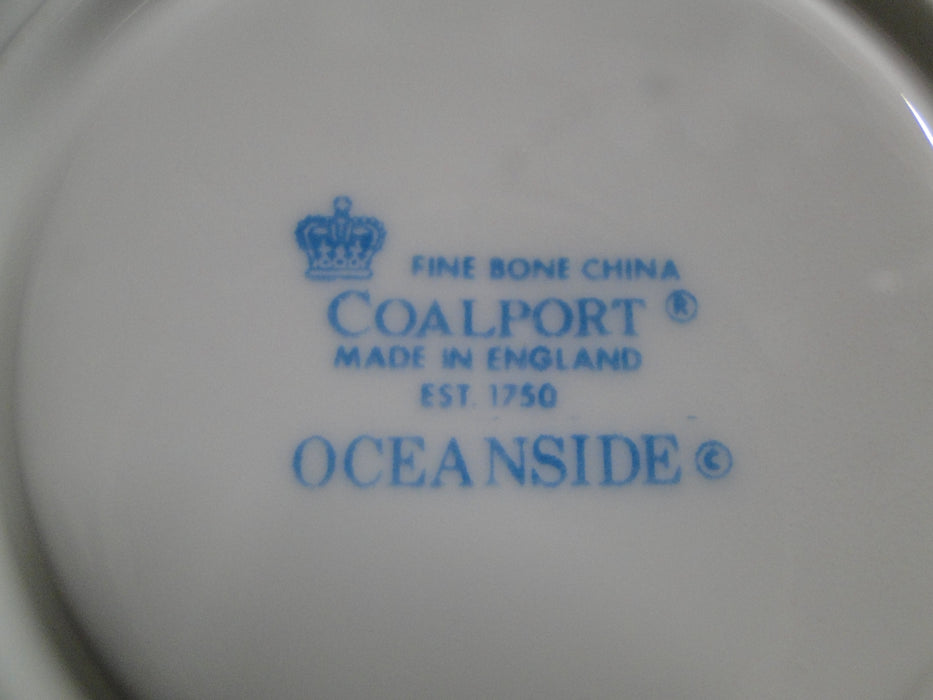 FINE BONE CHINA
COALPORT ®
MADE IN ENGLAND
EST. 1750
OCEANSIDE ©